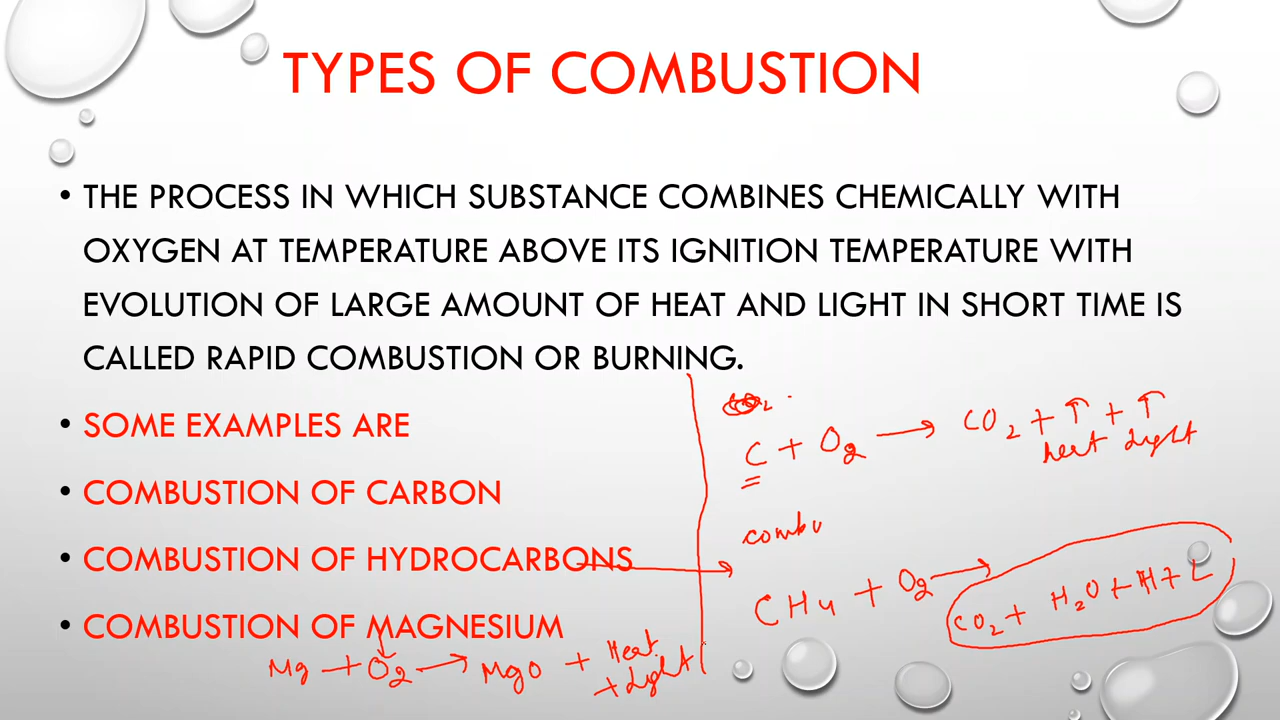 TYPES OF COMBUSTION
• THE PROCESS IN WHICH SUBSTANCE COMBINES CHEMICALLY WITH
OXYGEN AT TEMPERATURE ABOVE ITS IGNITION TEMPERATURE WITH
EVOLUTION OF LARGE AMOUNT OF HEAT AND LIGHT IN SHORT TIME IS
CALLED RAPID COMBUSTION OR BURNING.
• SOME EXAMPLES ARE
• COMBUSTION OF CARBON
• COMBUSTION OF HYDROCARBONS
• COMBUSTION OF MAGNESIUM
Mg + O2 → MgO + Heat
+ Light
C + O2 → CO2 + ↑ + ↑
heat Light
combu
CH4 + O2 → CO2 + H2O + H + L